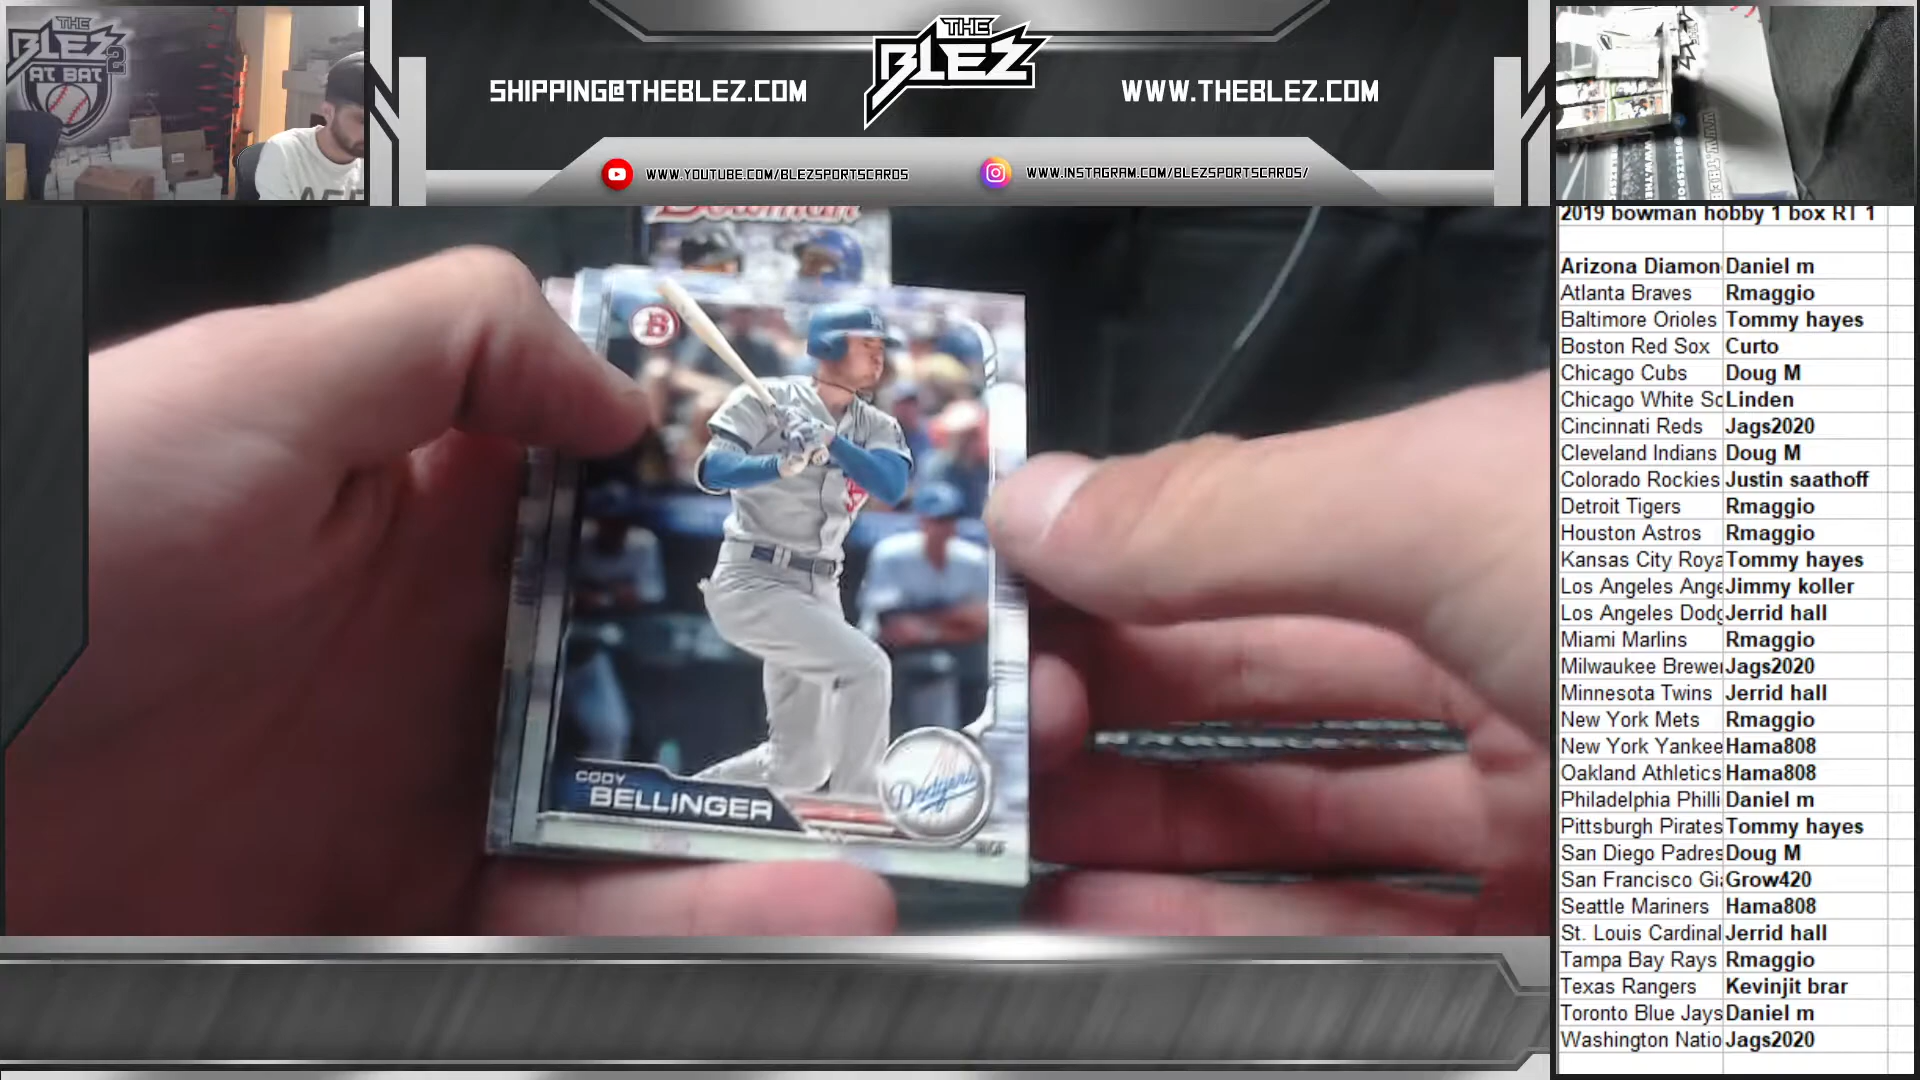 THE
BLEZ
AT BAT 2
SHIPPING@THEBLEZ.COM
THE
BLEZ
WWW.THEBLEZ.COM
WWW.YOUTUBE.COM/BLEZSPORTSCARDS
WWW.INSTAGRAM.COM/BLEZSPORTSCARDS/
Bowman
B
CODY
BELLINGER
Dodgers
2019 bowman hobby 1 box RT 1
Arizona Diamon Daniel m
Atlanta Braves Rmaggio
Baltimore Orioles Tommy hayes
Boston Red Sox Curto
Chicago Cubs Doug M
Chicago White So Linden
Cincinnati Reds Jags2020
Cleveland Indians Doug M
Colorado Rockies Justin saathoff
Detroit Tigers Rmaggio
Houston Astros Rmaggio
Kansas City Roya Tommy hayes
Los Angeles Ange Jimmy koller
Los Angeles Dodg Jerrid hall
Miami Marlins Rmaggio
Milwaukee Brewer Jags2020
Minnesota Twins Jerrid hall
New York Mets Rmaggio
New York Yankee Hama808
Oakland Athletics Hama808
Philadelphia Philli Daniel m
Pittsburgh Pirates Tommy hayes
San Diego Padres Doug M
San Francisco Gia Grow420
Seattle Mariners Hama808
St. Louis Cardinal Jerrid hall
Tampa Bay Rays Rmaggio
Texas Rangers Kevinjit brar
Toronto Blue Jays Daniel m
Washington Natio Jags2020